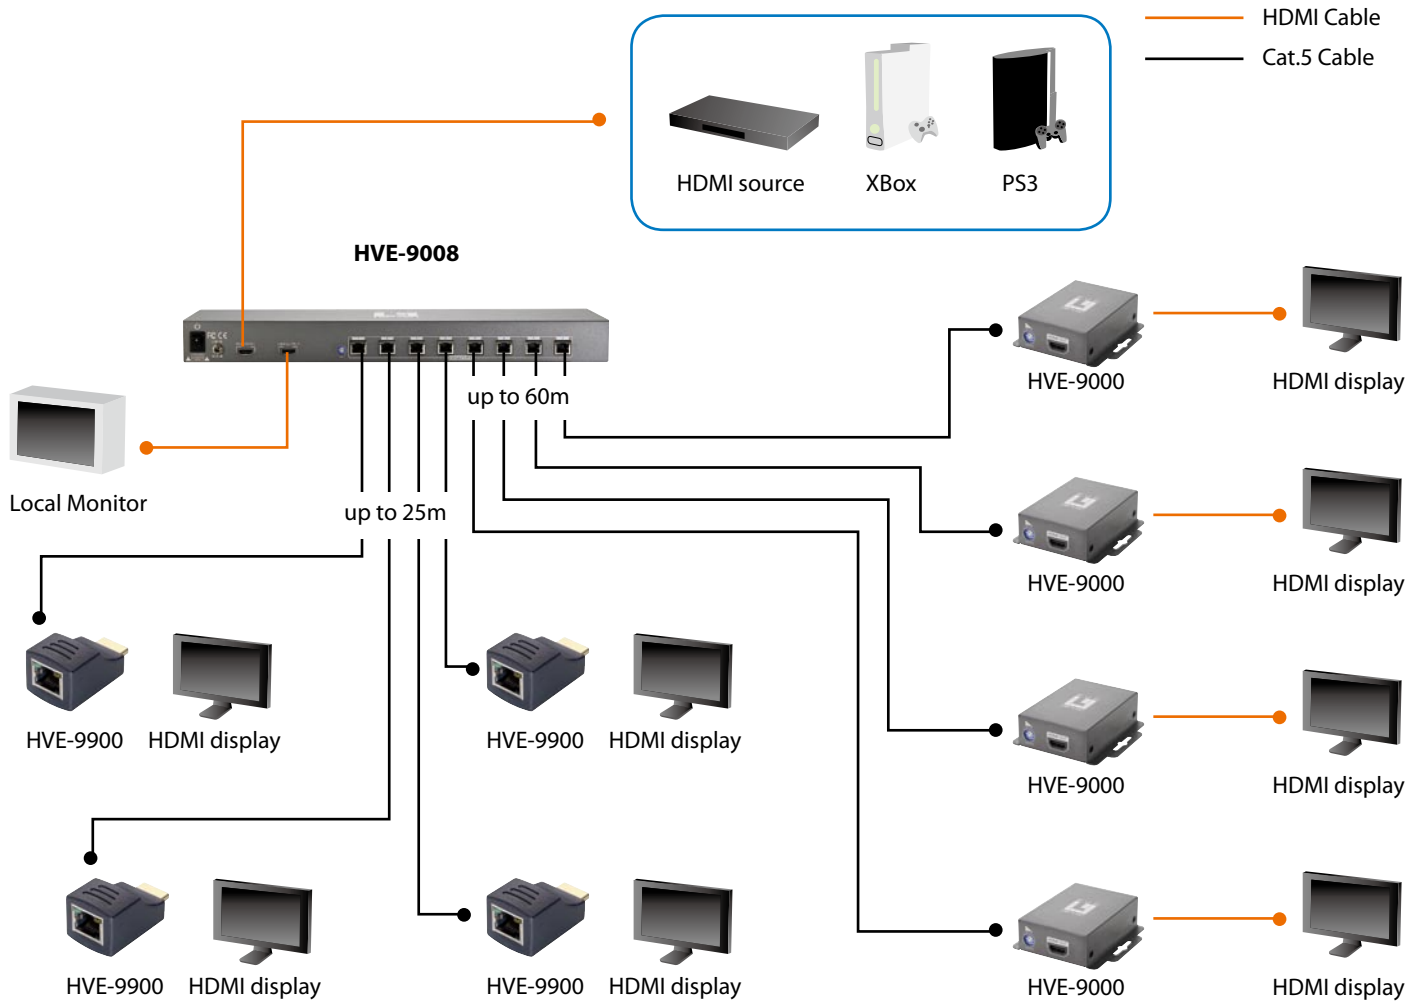 HDMI Cable
Cat.5 Cable
HDMI source
XBox
PS3
HVE-9008
up to 60m
HVE-9000
HDMI display
Local Monitor
up to 25m
HVE-9000
HDMI display
HVE-9900
HDMI display
HVE-9900
HDMI display
HVE-9000
HDMI display
HVE-9900
HDMI display
HVE-9900
HDMI display
HVE-9000
HDMI display